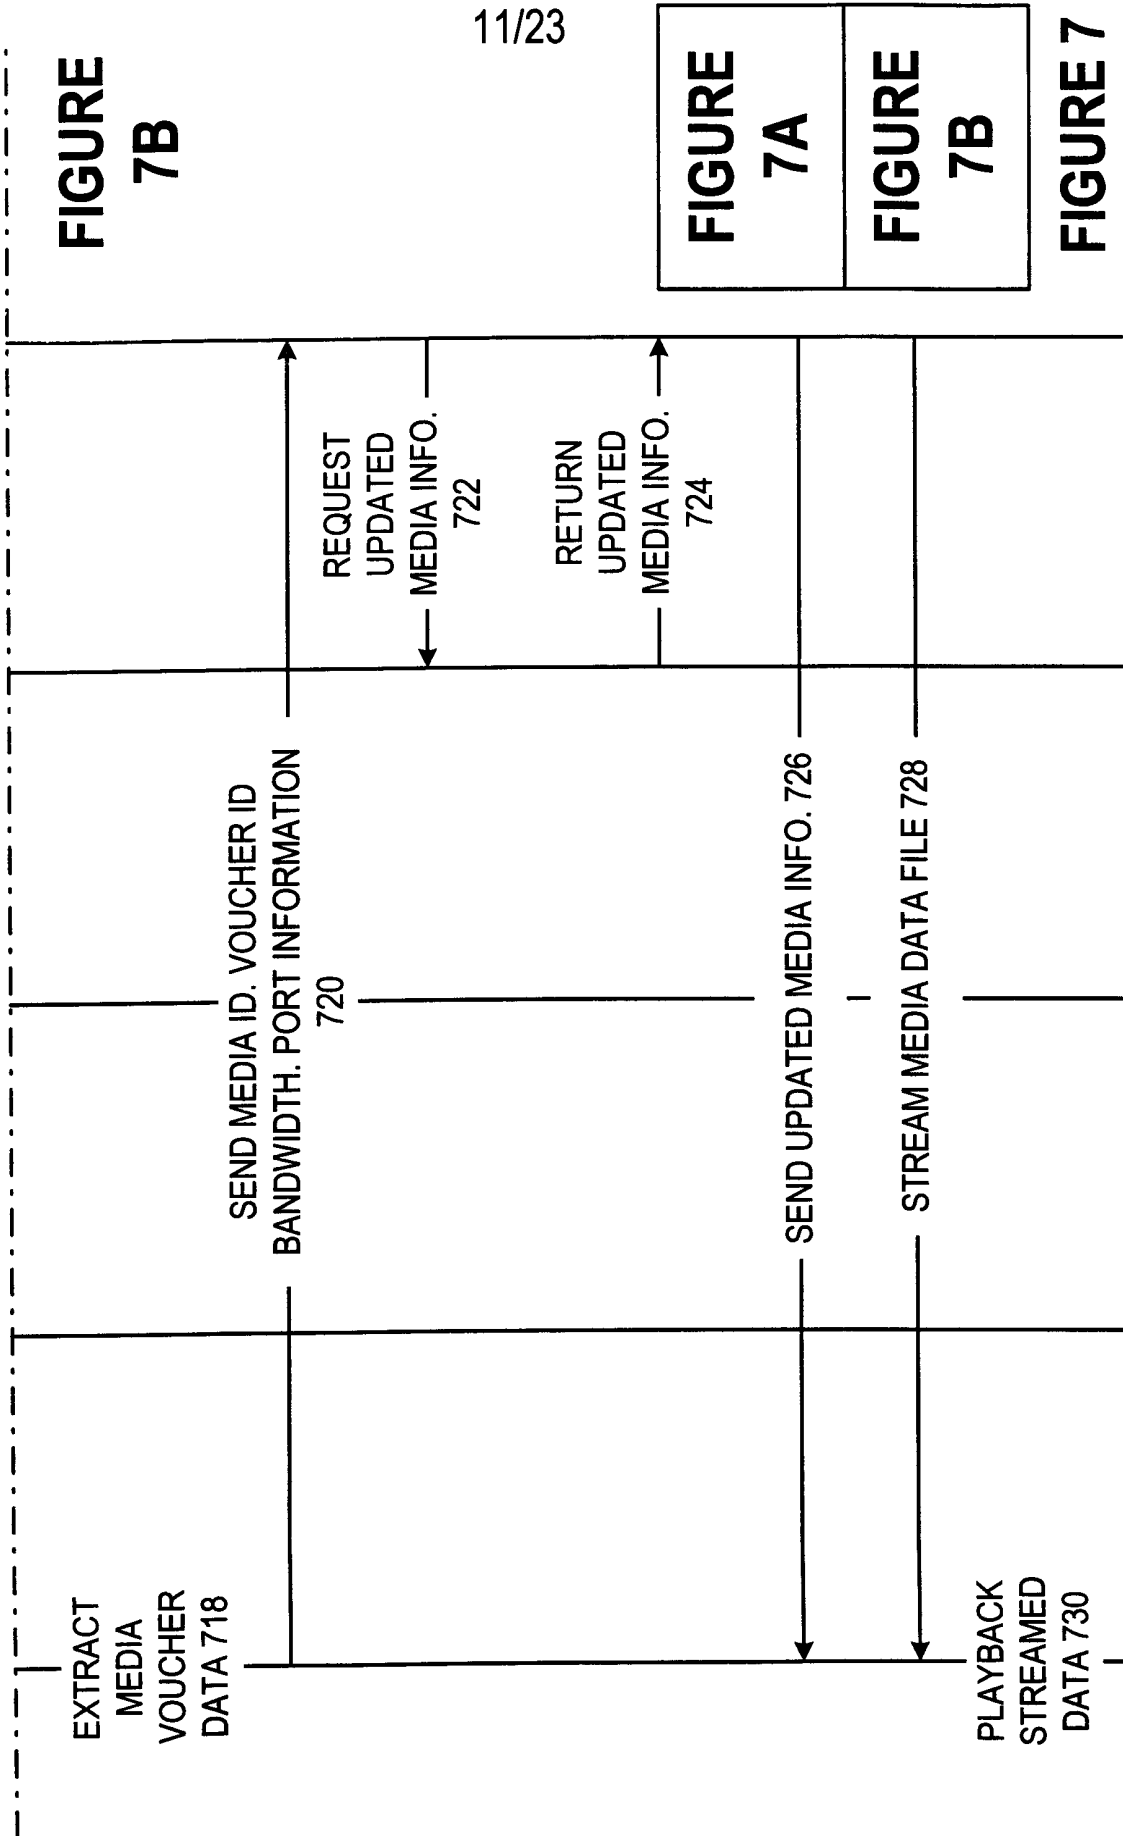 11/23
FIGURE
7B
EXTRACT
MEDIA
VOUCHER
DATA 718
SEND MEDIA ID. VOUCHER ID
BANDWIDTH. PORT INFORMATION
720
REQUEST
UPDATED
MEDIA INFO.
722
RETURN
UPDATED
MEDIA INFO.
724
SEND UPDATED MEDIA INFO. 726
STREAM MEDIA DATA FILE 728
PLAYBACK
STREAMED
DATA 730
FIGURE
7A
FIGURE
7B
FIGURE 7